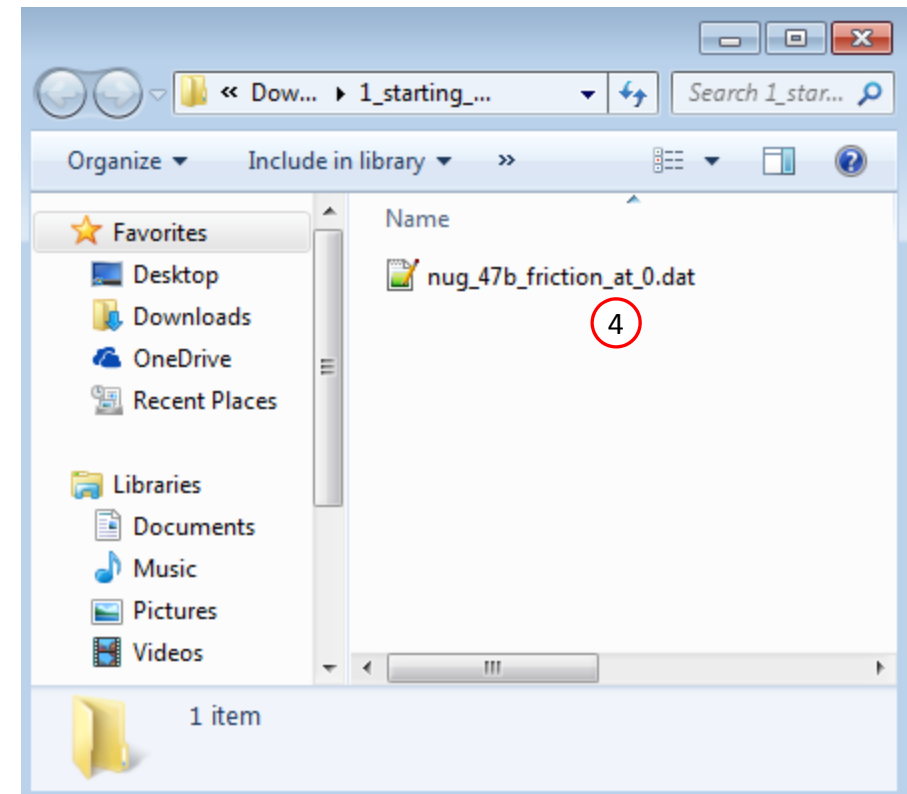 « Dow... 1_starting_... Search 1_star...
Organize Include in library »
Favorites
Desktop
Downloads
OneDrive
Recent Places
Libraries
Documents
Music
Pictures
Videos
Name
nug_47b_friction_at_0.dat
4
1 item